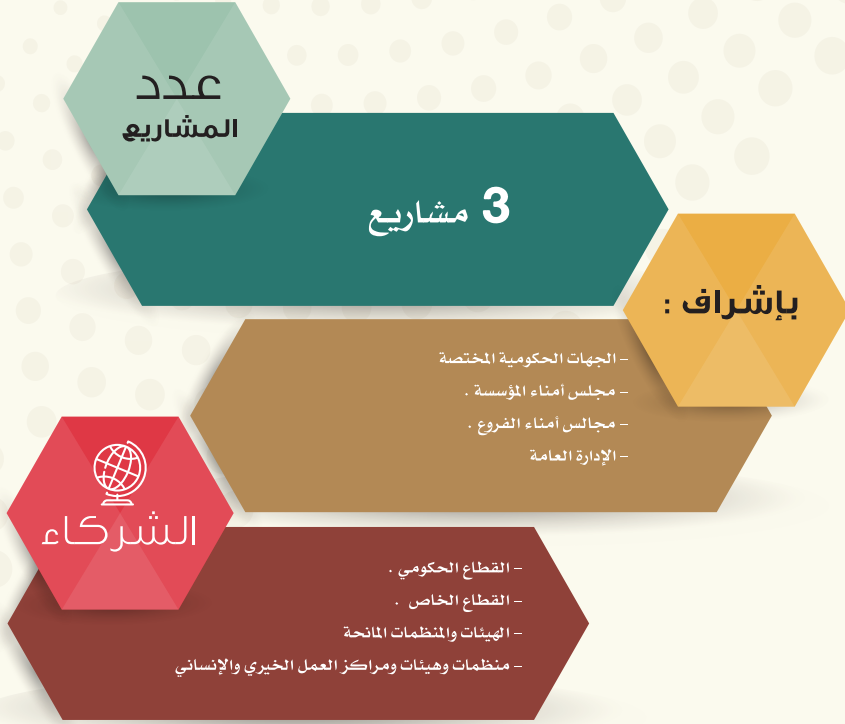 عدد
المشاريع
3 مشاريع
بإشراف :
– الجهات الحكومية المختصة
– مجلس أمناء المؤسسة .
– مجالس أمناء الفروع .
– الإدارة العامة
الشركاء
– القطاع الحكومي .
– القطاع الخاص .
– الهيئات والمنظمات المانحة
– منظمات وهيئات ومراكز العمل الخيري والإنساني